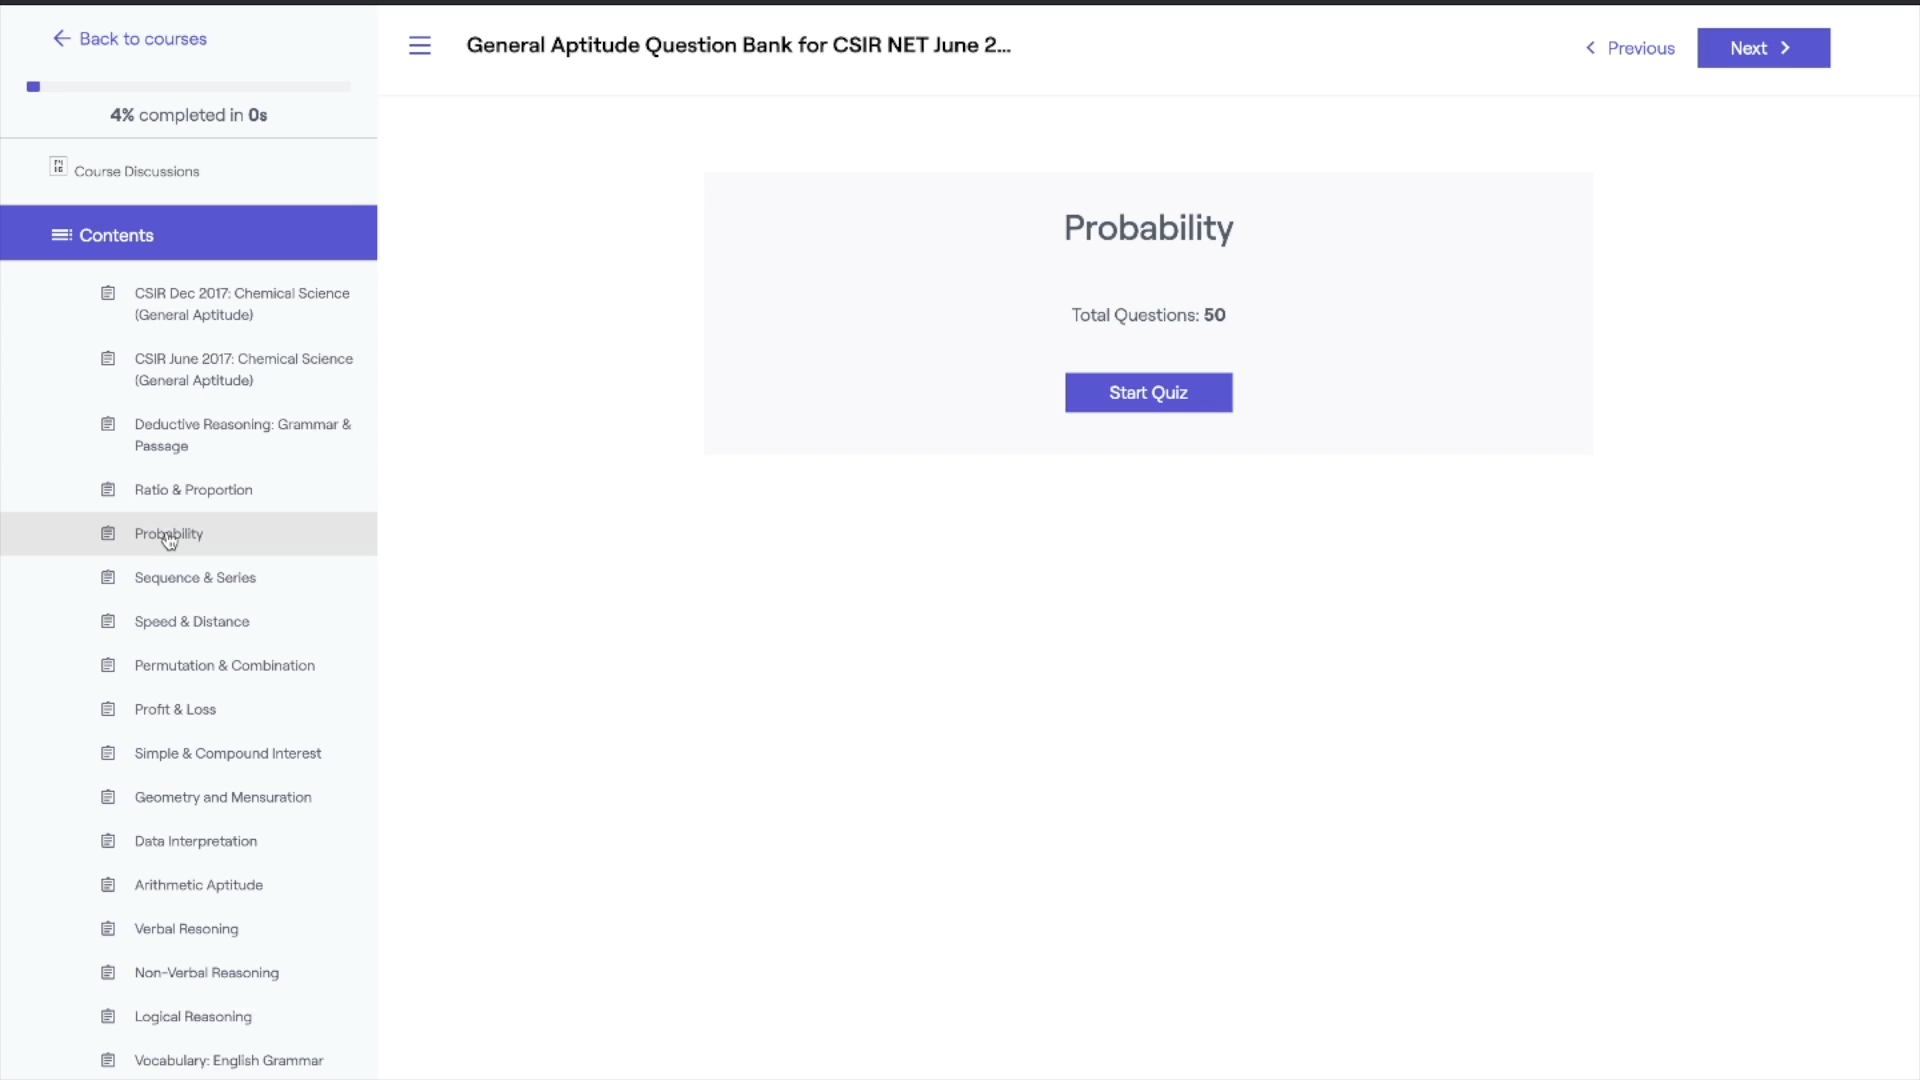 Back to courses
4% completed in 0s
Course Discussions
Contents
CSIR Dec 2017: Chemical Science
(General Aptitude)
CSIR June 2017: Chemical Science
(General Aptitude)
Deductive Reasoning: Grammar &
Passage
Ratio & Proportion
Probability
Sequence & Series
Speed & Distance
Permutation & Combination
Profit & Loss
Simple & Compound Interest
Geometry and Mensuration
Data Interpretation
Arithmetic Aptitude
Verbal Resoning
Non-Verbal Reasoning
Logical Reasoning
Vocabulary: English Grammar
General Aptitude Question Bank for CSIR NET June 2...
Previous
Next
Probability
Total Questions: 50
Start Quiz